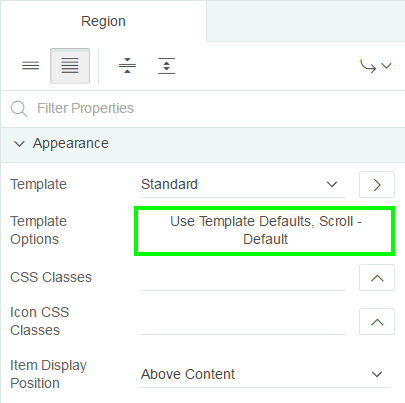 Region
Filter Properties
Appearance
Template Standard
Template Options Use Template Defaults, Scroll -
Default
CSS Classes
Icon CSS
Classes
Item Display
Position Above Content